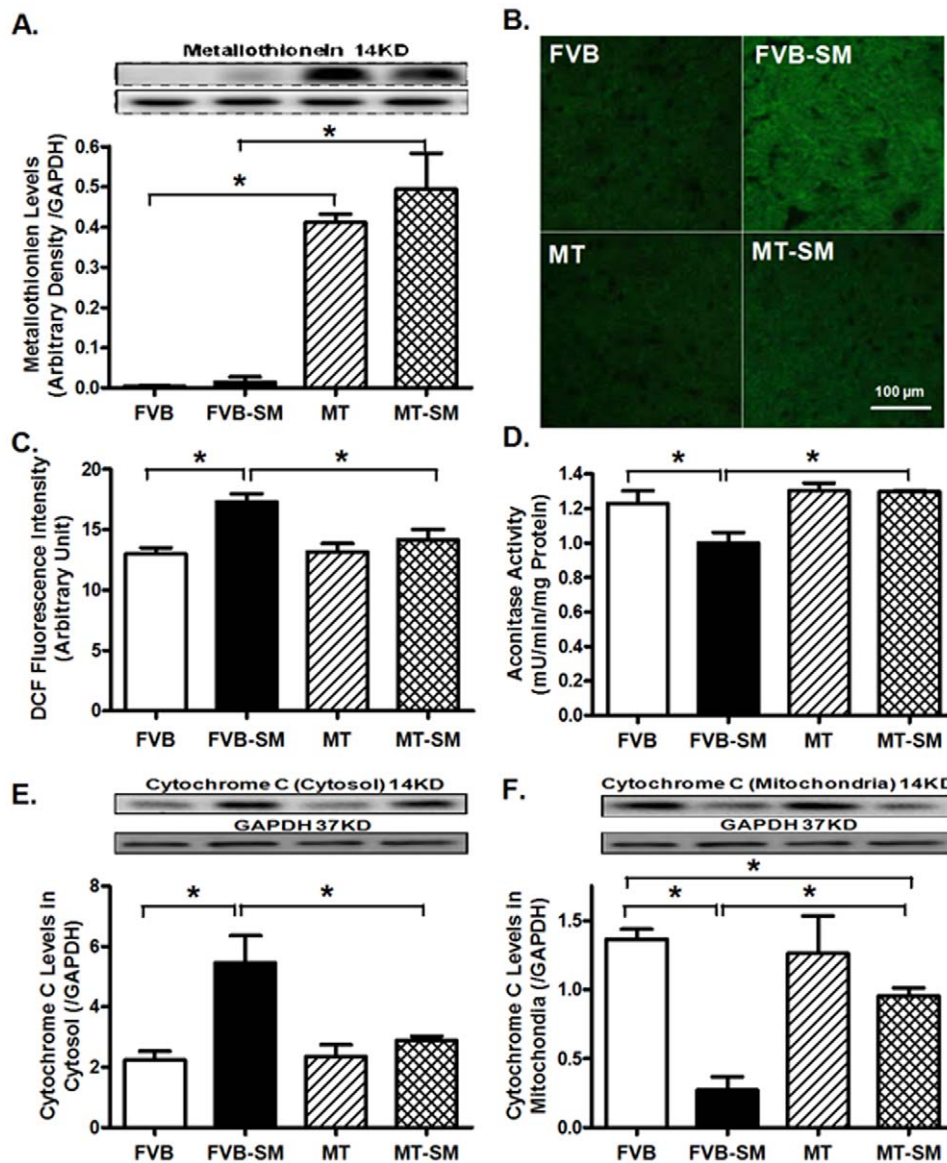 A.
Metallothionein 14KD
*
*
Metallothionien Levels
(Arbitrary Density /GAPDH)
0.6
0.5
0.4
0.3
0.2
0.1
0.0
FVB FVB-SM MT MT-SM
B.
FVB FVB-SM
MT MT-SM
100 µm
C.
* *
DCF Fluorescence Intensity
(Arbitrary Unit)
20
15
10
5
0
FVB FVB-SM MT MT-SM
D.
* *
Aconitase Activity
(mU/min/mg Protein)
1.4
1.2
1.0
0.8
0.6
0.4
0.2
0.0
FVB FVB-SM MT MT-SM
E.
Cytochrome C (Cytosol) 14KD
GAPDH 37KD
* *
Cytochrome C Levels in
Cytosol (/GAPDH)
8
6
4
2
0
FVB FVB-SM MT MT-SM
F.
Cytochrome C (Mitochondria) 14KD
GAPDH 37KD
*
* *
Cytochrome C Levels in
Mitochondia (/GAPDH)
1.5
1.0
0.5
0.0
FVB FVB-SM MT MT-SM